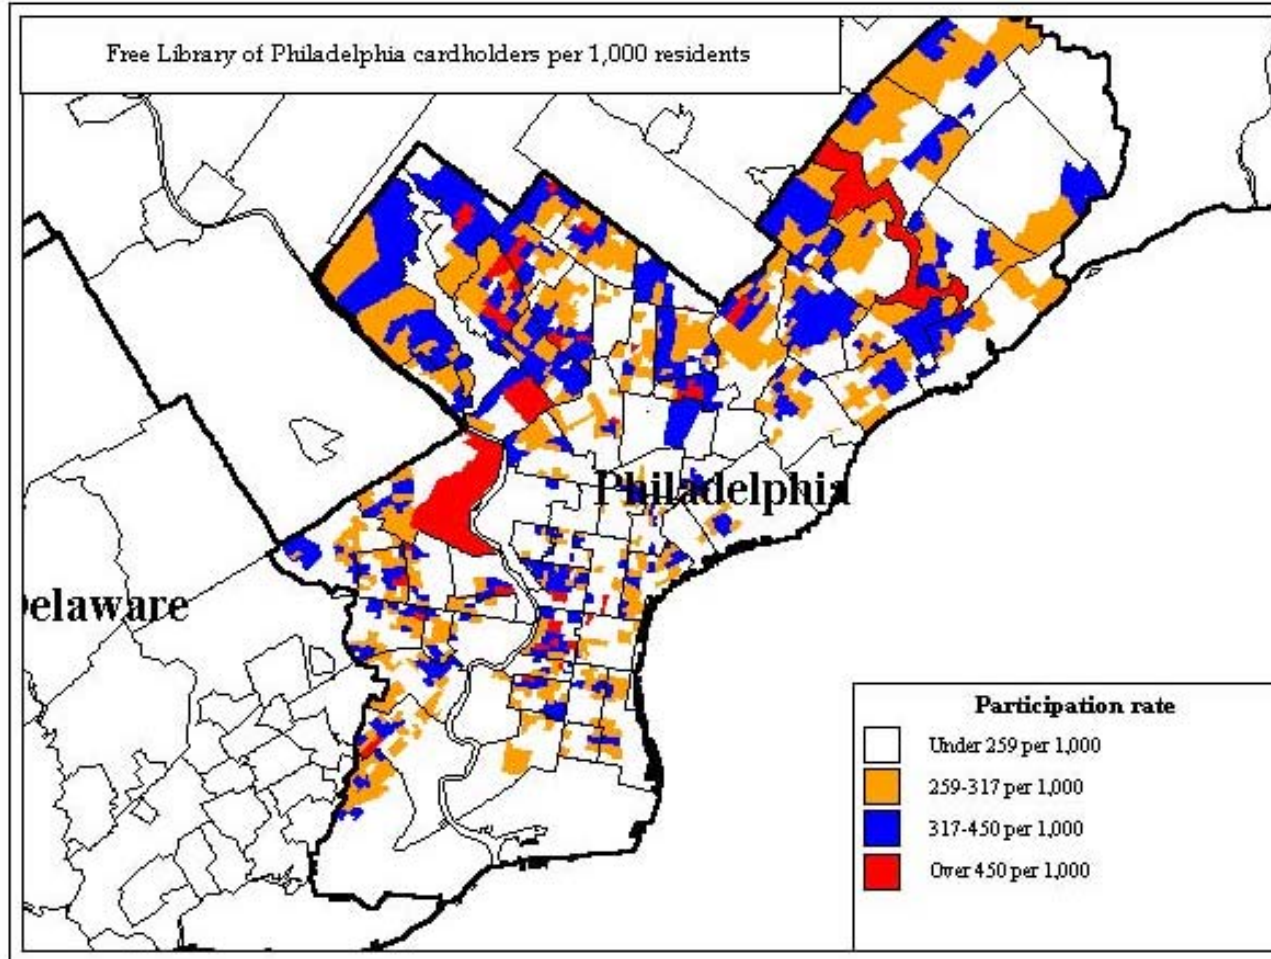 Free Library of Philadelphia cardholders per 1,000 residents
Philadelphia
elaware
Participation rate
Under 259 per 1,000
259-317 per 1,000
317-450 per 1,000
Over 450 per 1,000